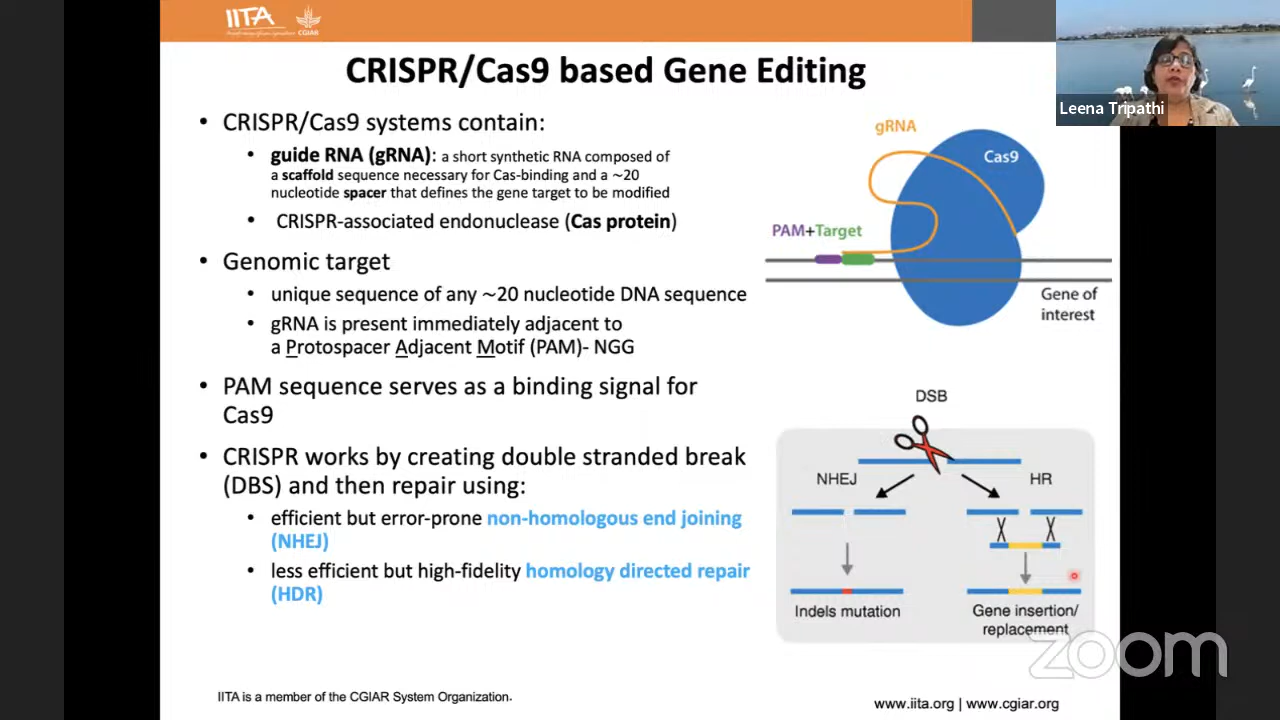 IITA
CGIAR
CRISPR/Cas9 based Gene Editing
• CRISPR/Cas9 systems contain:
• guide RNA (gRNA): a short synthetic RNA composed of
a scaffold sequence necessary for Cas-binding and a ~20
nucleotide spacer that defines the gene target to be modified
• CRISPR-associated endonuclease (Cas protein)
• Genomic target
• unique sequence of any ~20 nucleotide DNA sequence
• gRNA is present immediately adjacent to
a Protospacer Adjacent Motif (PAM)- NGG
• PAM sequence serves as a binding signal for
Cas9
• CRISPR works by creating double stranded break
(DBS) and then repair using:
• efficient but error-prone non-homologous end joining
(NHEJ)
• less efficient but high-fidelity homology directed repair
(HDR)
Leena Tripathi
gRNA
Cas9
PAM+Target
Gene of
interest
DSB
NHEJ
HR
Indels mutation
Gene insertion/
replacement
zoom
IITA is a member of the CGIAR System Organization.
www.iita.org | www.cgiar.org